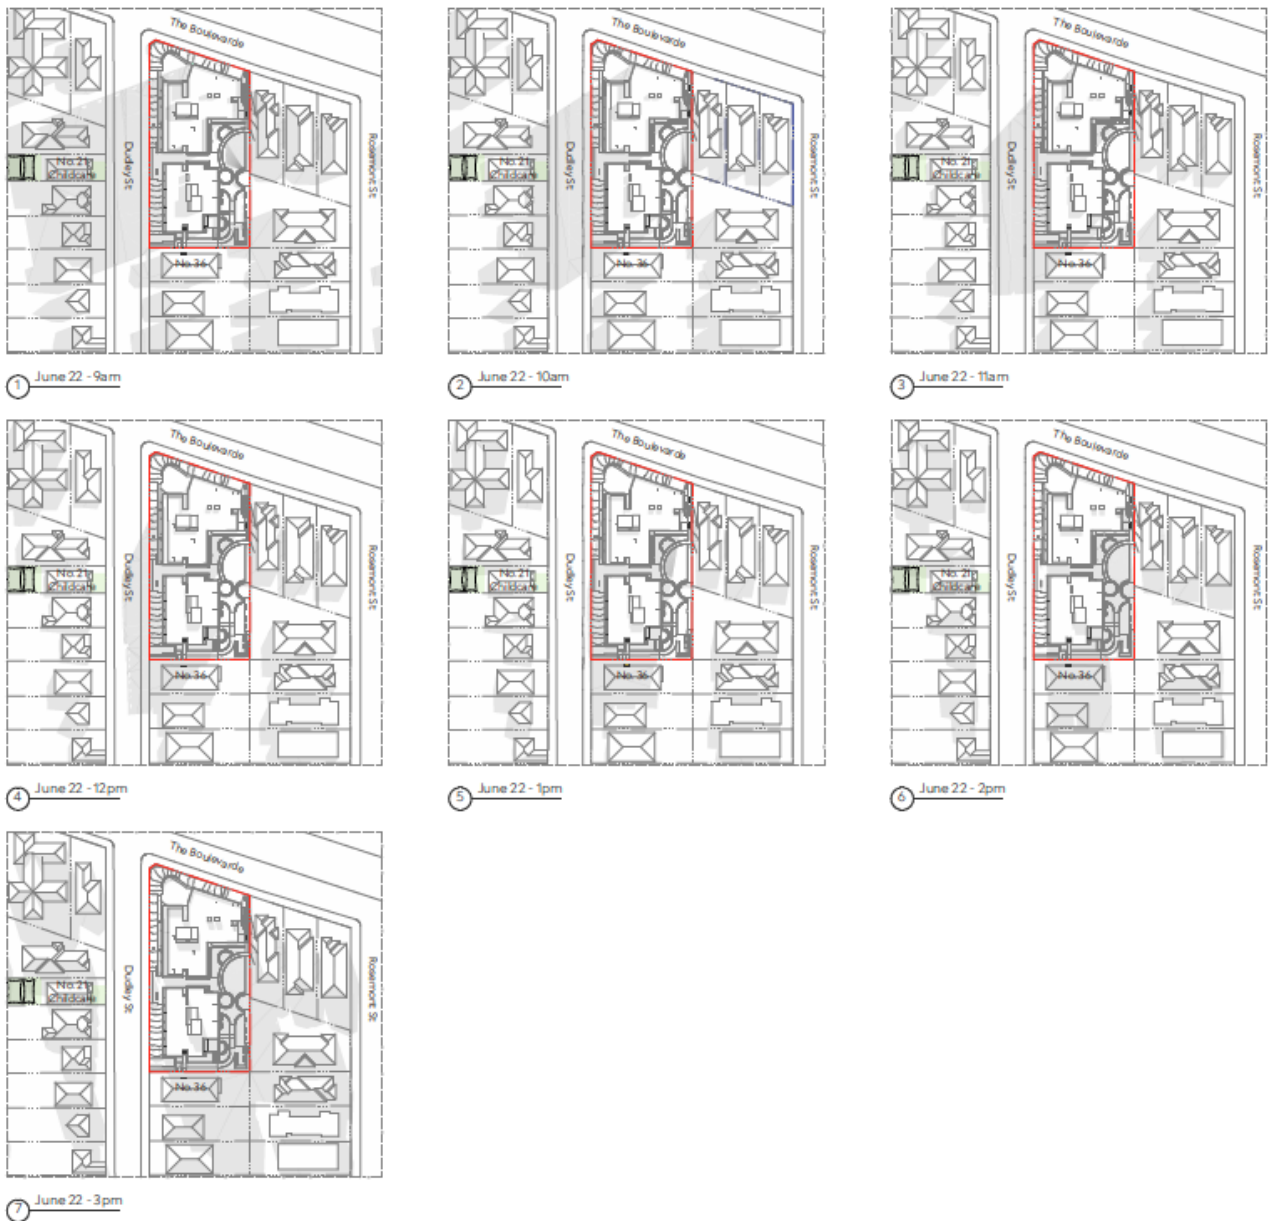 The Boulevarde
Dudley St
No. 21
Childcare
Rosemont St
No. 36
1 June 22 - 9am
The Boulevarde
Dudley St
No. 21
Childcare
Rosemont St
No. 36
2 June 22 - 10am
The Boulevarde
Dudley St
No. 21
Childcare
Rosemont St
No. 36
3 June 22 - 11am
The Boulevarde
Dudley St
No. 21
Childcare
Rosemont St
No. 36
4 June 22 - 12pm
The Boulevarde
Dudley St
No. 21
Childcare
Rosemont St
No. 36
5 June 22 - 1pm
The Boulevarde
Dudley St
No. 21
Childcare
Rosemont St
No. 36
6 June 22 - 2pm
The Boulevarde
Dudley St
No. 21
Childcare
Rosemont St
No. 36
7 June 22 - 3pm